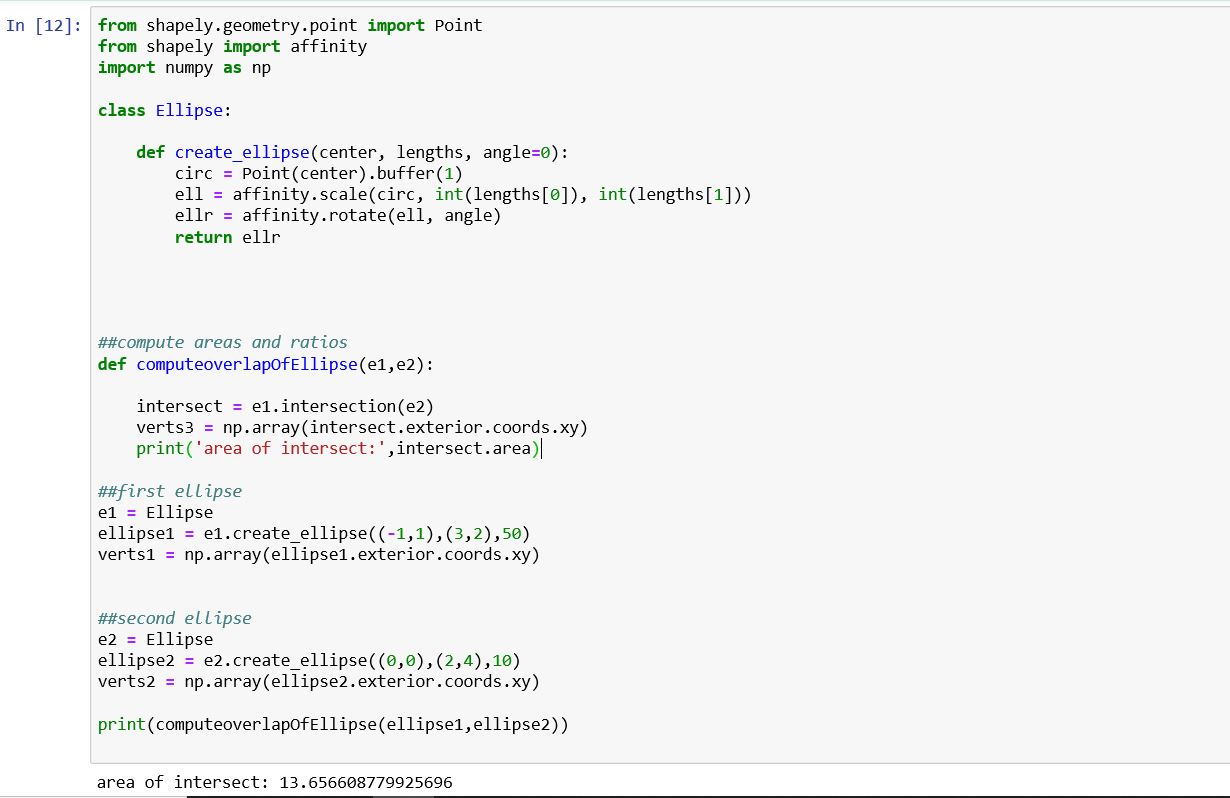 In [12]: from shapely.geometry.point import Point
from shapely import affinity
import numpy as np
class Ellipse:
    def create_ellipse(center, lengths, angle=0):
        circ = Point(center).buffer(1)
        ell = affinity.scale(circ, int(lengths[0]), int(lengths[1]))
        ellr = affinity.rotate(ell, angle)
        return ellr
##compute areas and ratios
def computeoverlapOfEllipse(e1,e2):
    intersect = e1.intersection(e2)
    verts3 = np.array(intersect.exterior.coords.xy)
    print('area of intersect:',intersect.area)
##first ellipse
e1 = Ellipse
ellipse1 = e1.create_ellipse((-1,1),(3,2),50)
verts1 = np.array(ellipse1.exterior.coords.xy)
##second ellipse
e2 = Ellipse
ellipse2 = e2.create_ellipse((0,0),(2,4),10)
verts2 = np.array(ellipse2.exterior.coords.xy)
print(computeoverlapOfEllipse(ellipse1,ellipse2))
area of intersect: 13.656608779925696